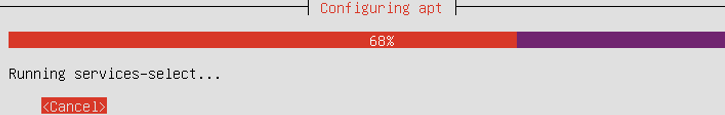 Configuring apt
68%
Running services-select...
<Cancel>